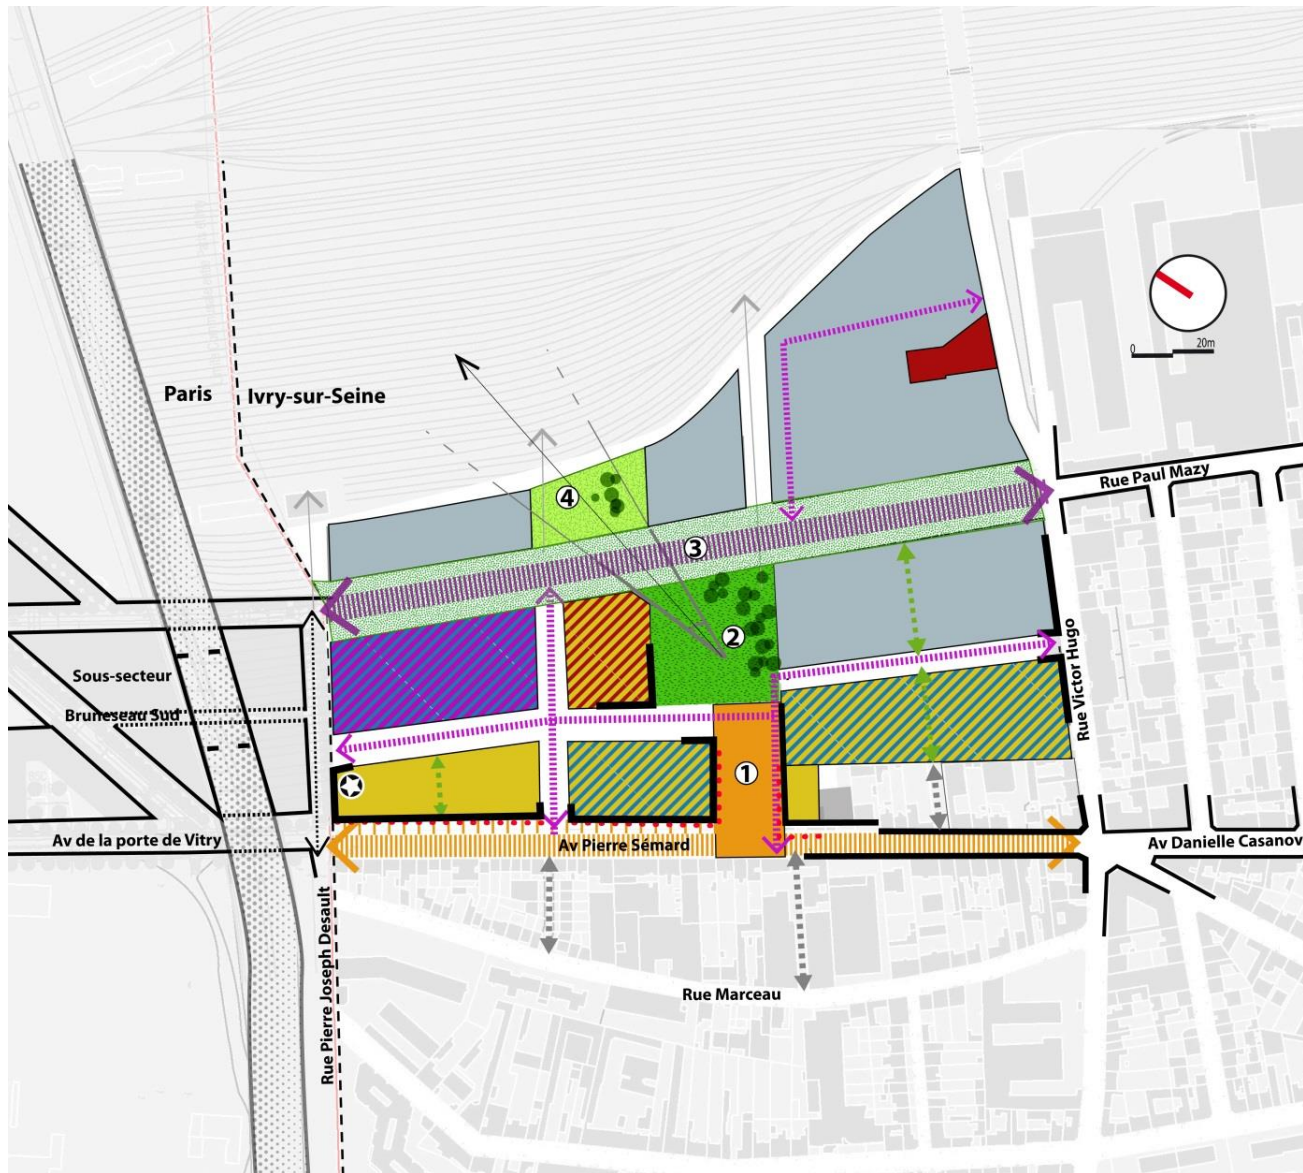 Paris
Ivry-sur-Seine
0
20m
Rue Paul Mazy
4
3
2
1
Sous-secteur
Bruneseau Sud
Rue Victor Hugo
Av de la porte de Vitry
Av Pierre Sémard
Av Danielle Casanov
Rue Pierre Joseph Desault
Rue Marceau